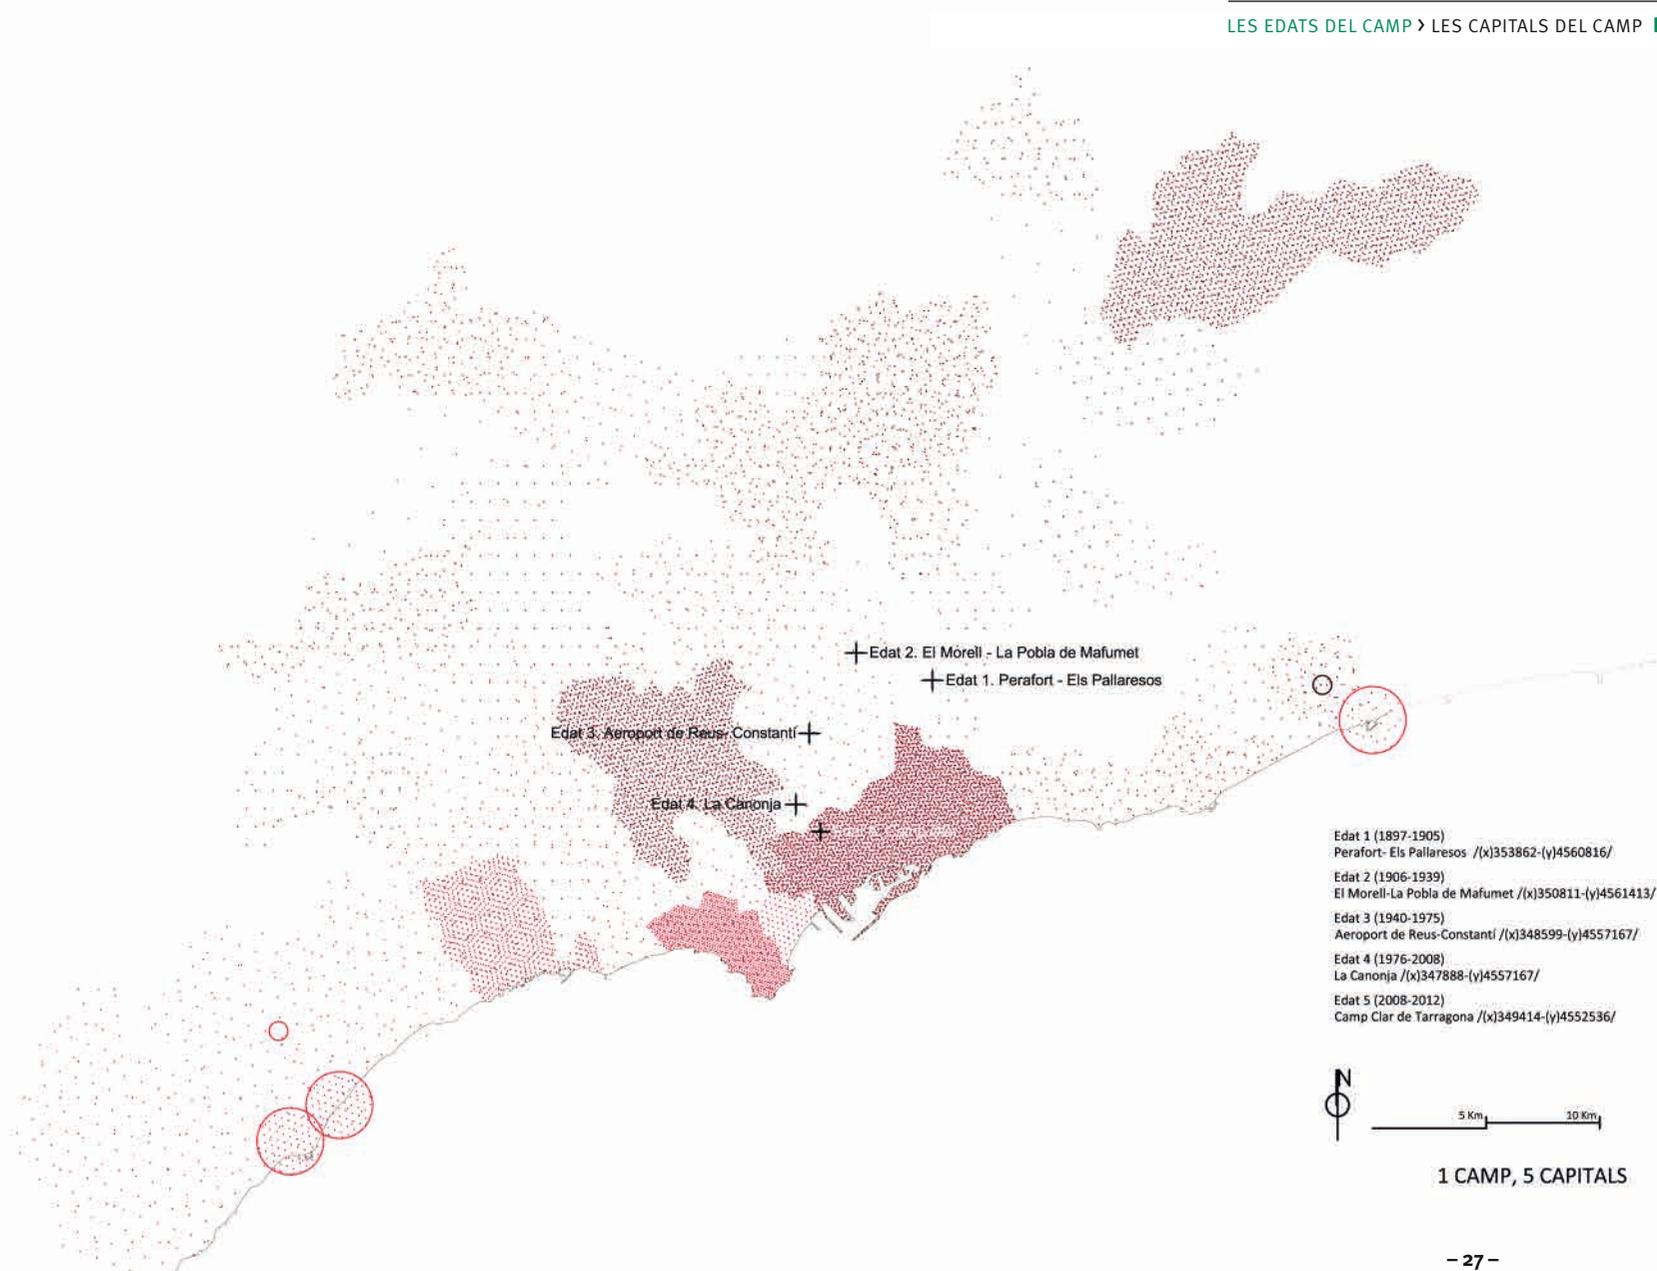 LES EDATS DEL CAMP > LES CAPITALS DEL CAMP
Edat 2. El Morell - La Pobla de Mafumet
Edat 1. Perafort - Els Pallaresos
Edat 3. Aeroport de Reus- Constantí
Edat 4. La Canonja
Edat 1 (1897-1905)
Perafort- Els Pallaresos /(x)353862-(y)4560816/
Edat 2 (1906-1939)
El Morell-La Pobla de Mafumet /(x)350811-(y)4561413/
Edat 3 (1940-1975)
Aeroport de Reus-Constantí /(x)348599-(y)4557167/
Edat 4 (1976-2008)
La Canonja /(x)347888-(y)4557167/
Edat 5 (2008-2012)
Camp Clar de Tarragona /(x)349414-(y)4552536/
N
5 Km
10 Km
1 CAMP, 5 CAPITALS
– 27 –